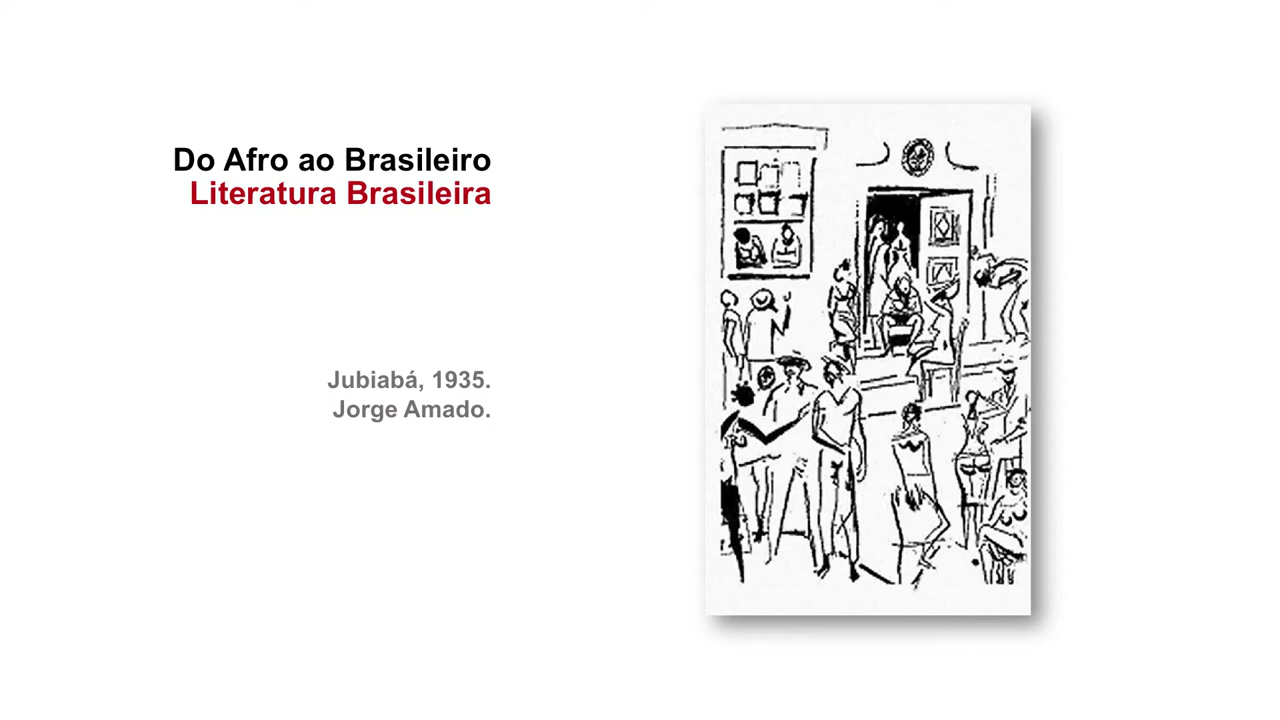 Do Afro ao Brasileiro
Literatura Brasileira
Jubiabá, 1935.
Jorge Amado.